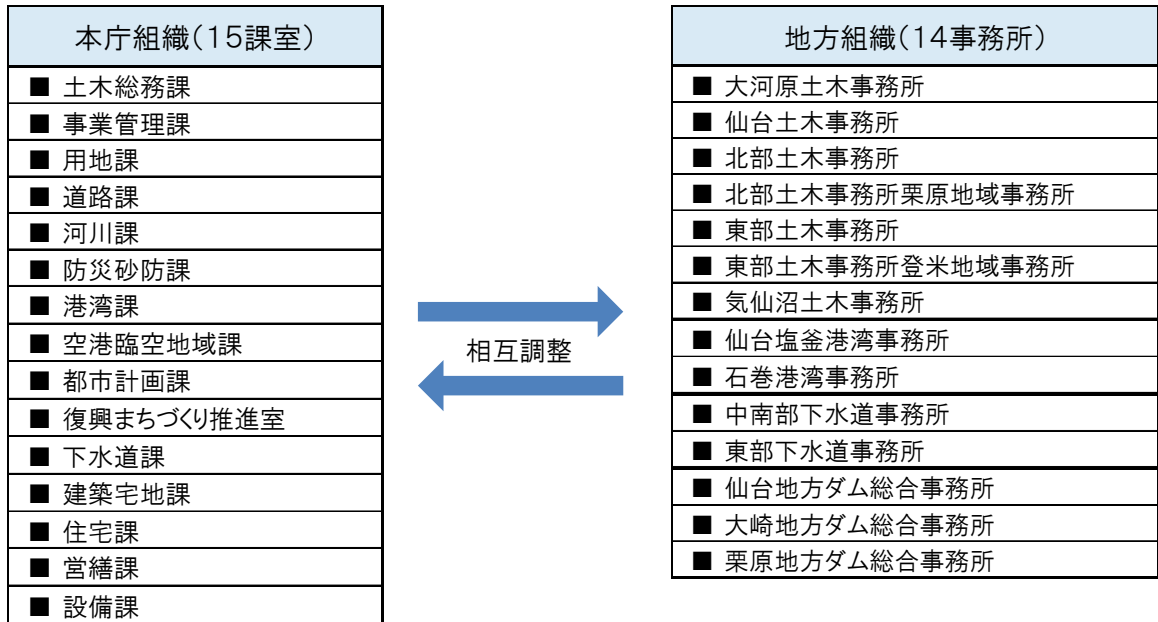 本庁組織(15課室)
■ 土木総務課
■ 事業管理課
■ 用地課
■ 道路課
■ 河川課
■ 防災砂防課
■ 港湾課
■ 空港臨空地域課
■ 都市計画課
■ 復興まちづくり推進室
■ 下水道課
■ 建築宅地課
■ 住宅課
■ 営繕課
■ 設備課
相互調整
地方組織(14事務所)
■ 大河原土木事務所
■ 仙台土木事務所
■ 北部土木事務所
■ 北部土木事務所栗原地域事務所
■ 東部土木事務所
■ 東部土木事務所登米地域事務所
■ 気仙沼土木事務所
■ 仙台塩釜港湾事務所
■ 石巻港湾事務所
■ 中南部下水道事務所
■ 東部下水道事務所
■ 仙台地方ダム総合事務所
■ 大崎地方ダム総合事務所
■ 栗原地方ダム総合事務所